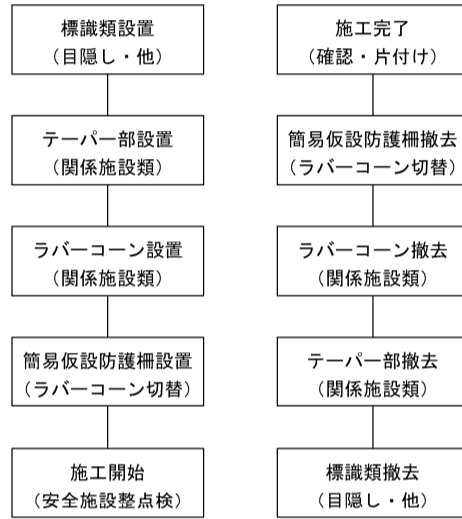 標識類設置
（目隠し・他）
テーパー部設置
（関係施設類）
ラバーコーン設置
（関係施設類）
簡易仮設防護柵設置
（ラバーコーン切替）
施工開始
（安全施設整点検）
施工完了
（確認・片付け）
簡易仮設防護柵撤去
（ラバーコーン切替）
ラバーコーン撤去
（関係施設類）
テーパー部撤去
（関係施設類）
標識類撤去
（目隠し・他）